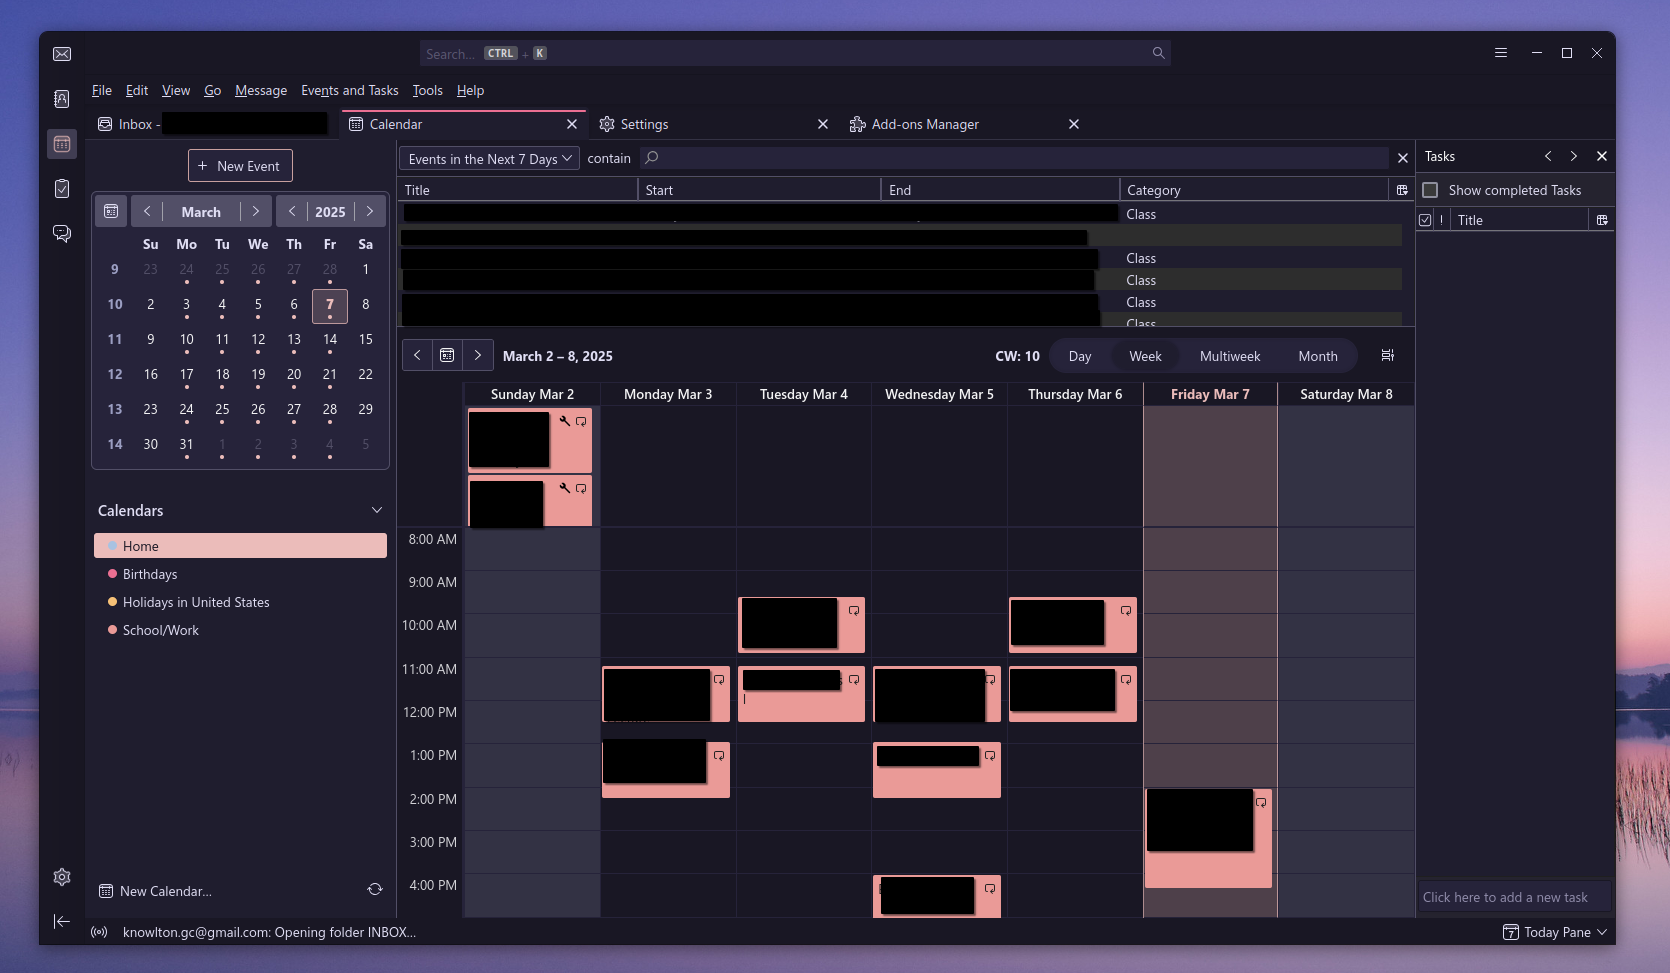 Search... CTRL + K
File Edit View Go Message Events and Tasks Tools Help
Inbox - Calendar Settings Add-ons Manager
+ New Event
March 2025
Su Mo Tu We Th Fr Sa
9 23 24 25 26 27 28 1
10 2 3 4 5 6 7 8
11 9 10 11 12 13 14 15
12 16 17 18 19 20 21 22
13 23 24 25 26 27 28 29
14 30 31 1 2 3 4 5
Calendars
Home
Birthdays
Holidays in United States
School/Work
New Calendar...
Events in the Next 7 Days contain
Title Start End Category
Class
Class
Class
Class
Class
March 2 – 8, 2025 CW: 10 Day Week Multiweek Month
Sunday Mar 2 Monday Mar 3 Tuesday Mar 4 Wednesday Mar 5 Thursday Mar 6 Friday Mar 7 Saturday Mar 8
8:00 AM
9:00 AM
10:00 AM
11:00 AM
12:00 PM
1:00 PM
2:00 PM
3:00 PM
4:00 PM
Tasks
Show completed Tasks
! Title
Click here to add a new task
knowlton.gc@gmail.com: Opening folder INBOX...
7 Today Pane